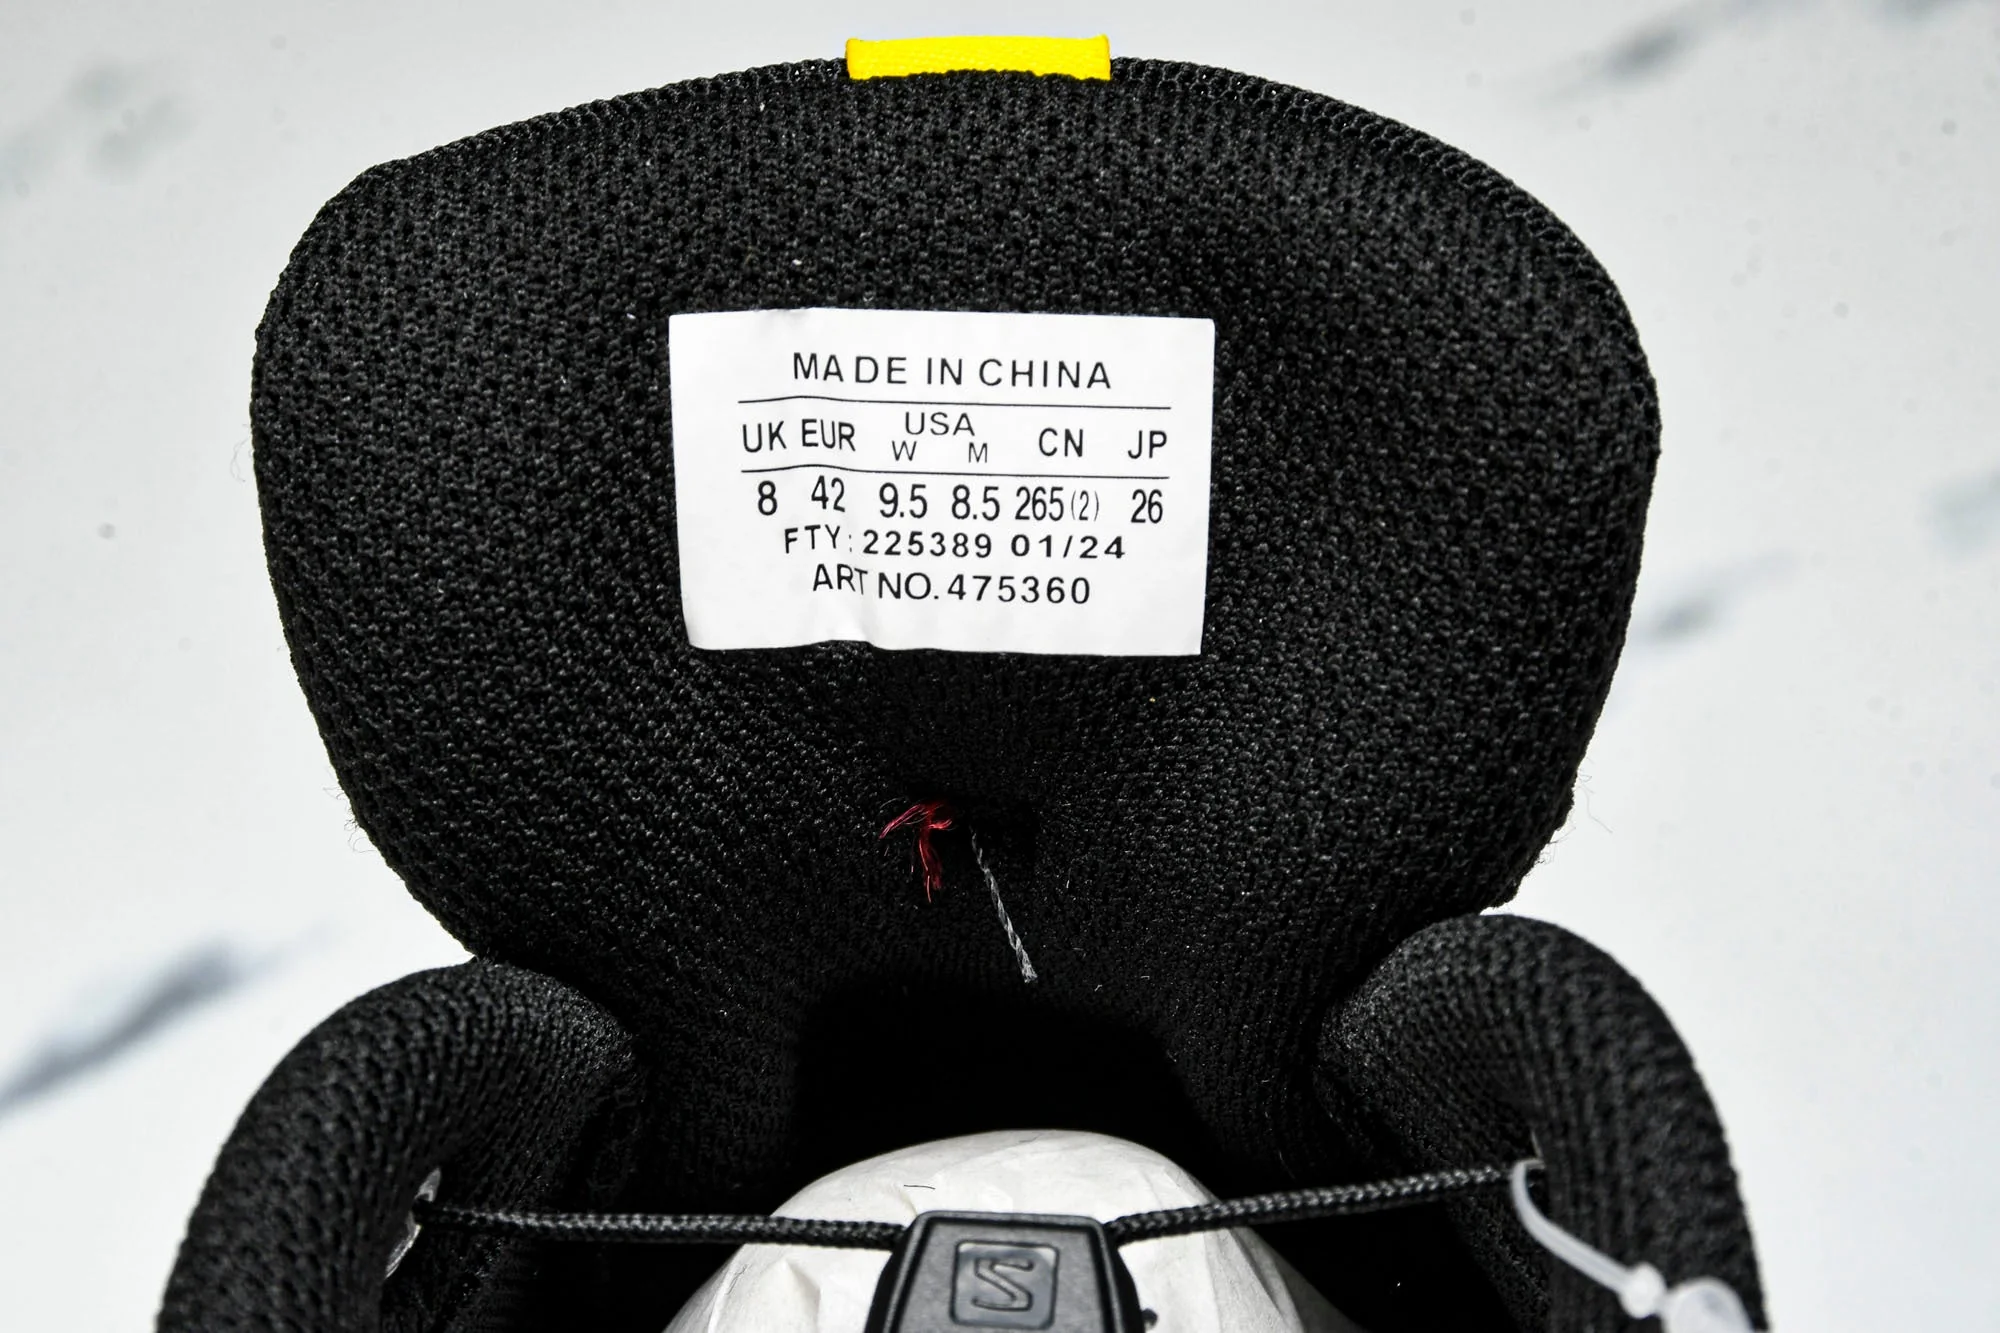 MADE IN CHINA
UK EUR USA W M CN JP
8 42 9.5 8.5 265(2) 26
FTY: 225389 01/24
ART NO. 475360
S